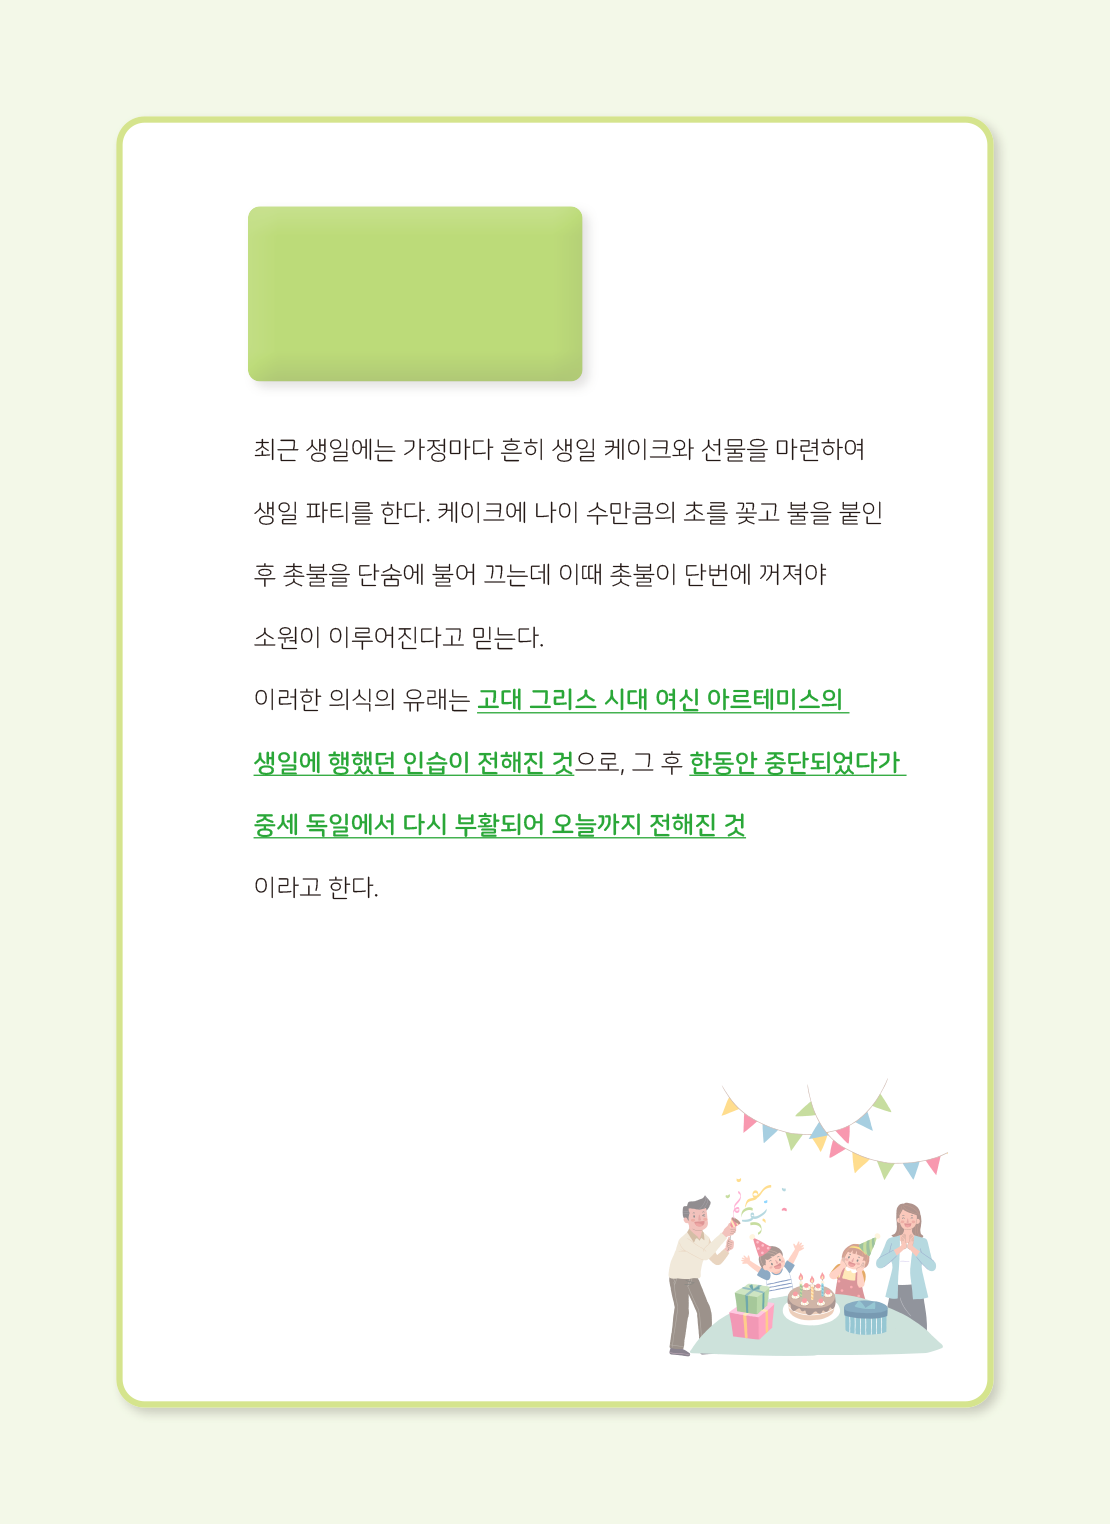 최근 생일에는 가정마다 흔히 생일 케이크와 선물을 마련하여
생일 파티를 한다. 케이크에 나이 수만큼의 초를 꽂고 불을 붙인
후 촛불을 단숨에 불어 끄는데 이때 촛불이 단번에 꺼져야
소원이 이루어진다고 믿는다.
이러한 의식의 유래는 고대 그리스 시대 여신 아르테미스의
생일에 행했던 인습이 전해진 것으로, 그 후 한동안 중단되었다가
중세 독일에서 다시 부활되어 오늘까지 전해진 것
이라고 한다.